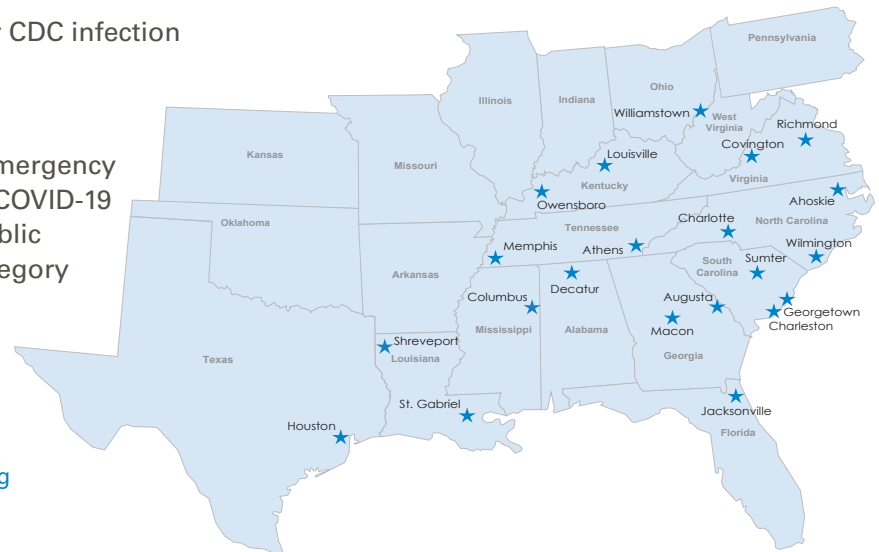 CDC infection
mergency
COVID-19
blic
egory
g
Pennsylvania
Ohio
Illinois
Indiana
Williamstown
West
Virginia
Richmond
Covington
Louisville
Kansas
Missouri
Kentucky
Virginia
Owensboro
Ahoskie
Oklahoma
Charlotte
North Carolina
Tennessee
Memphis
Athens
Wilmington
South
Carolina
Sumter
Arkansas
Decatur
Columbus
Augusta
Georgetown
Charleston
Mississippi
Alabama
Macon
Shreveport
Texas
Louisiana
Georgia
St. Gabriel
Jacksonville
Houston
Florida